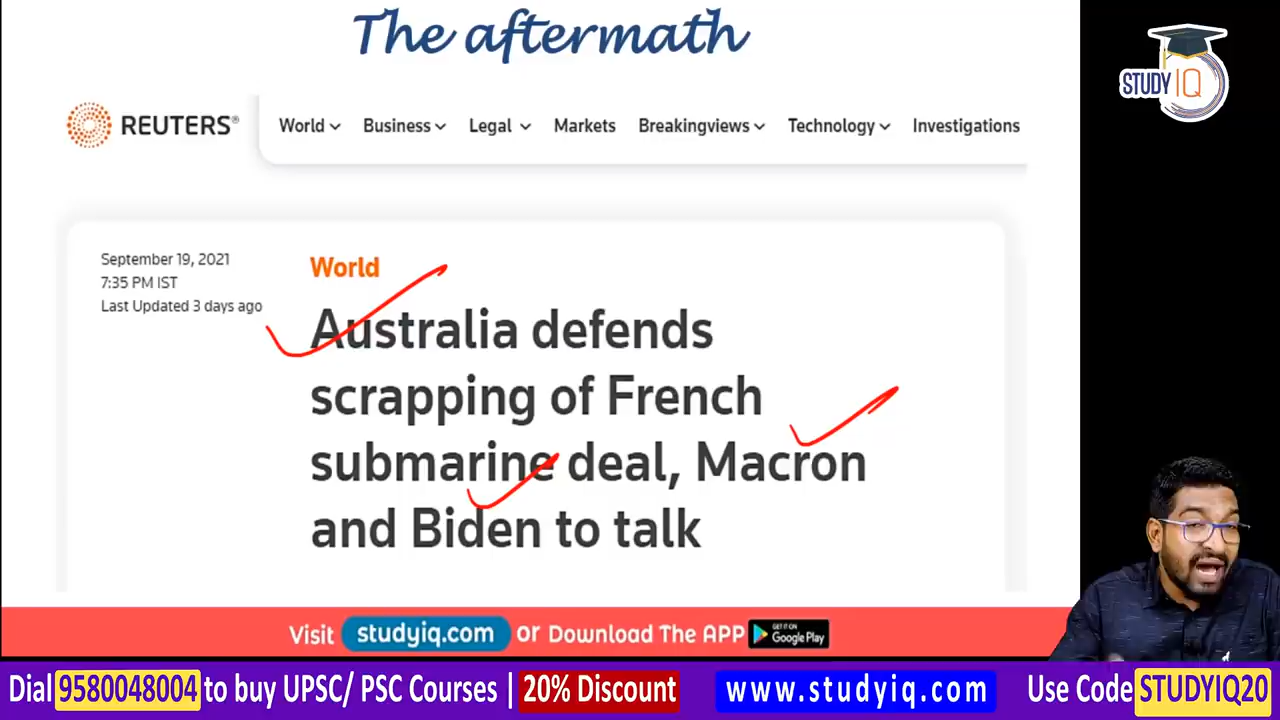 The aftermath
STUDY IQ
REUTERS®
World Business Legal Markets Breakingviews Technology Investigations
September 19, 2021
7:35 PM IST
Last Updated 3 days ago
World
Australia defends
scrapping of French
submarine deal, Macron
and Biden to talk
Visit studyiq.com or Download The APP GET IT ON Google Play
Dial 9580048004 to buy UPSC/ PSC Courses | 20% Discount www.studyiq.com Use Code STUDYIQ20